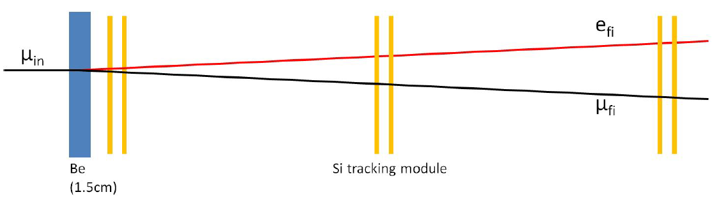 μin
efi
μfi
Be
(1.5cm)
Si tracking module